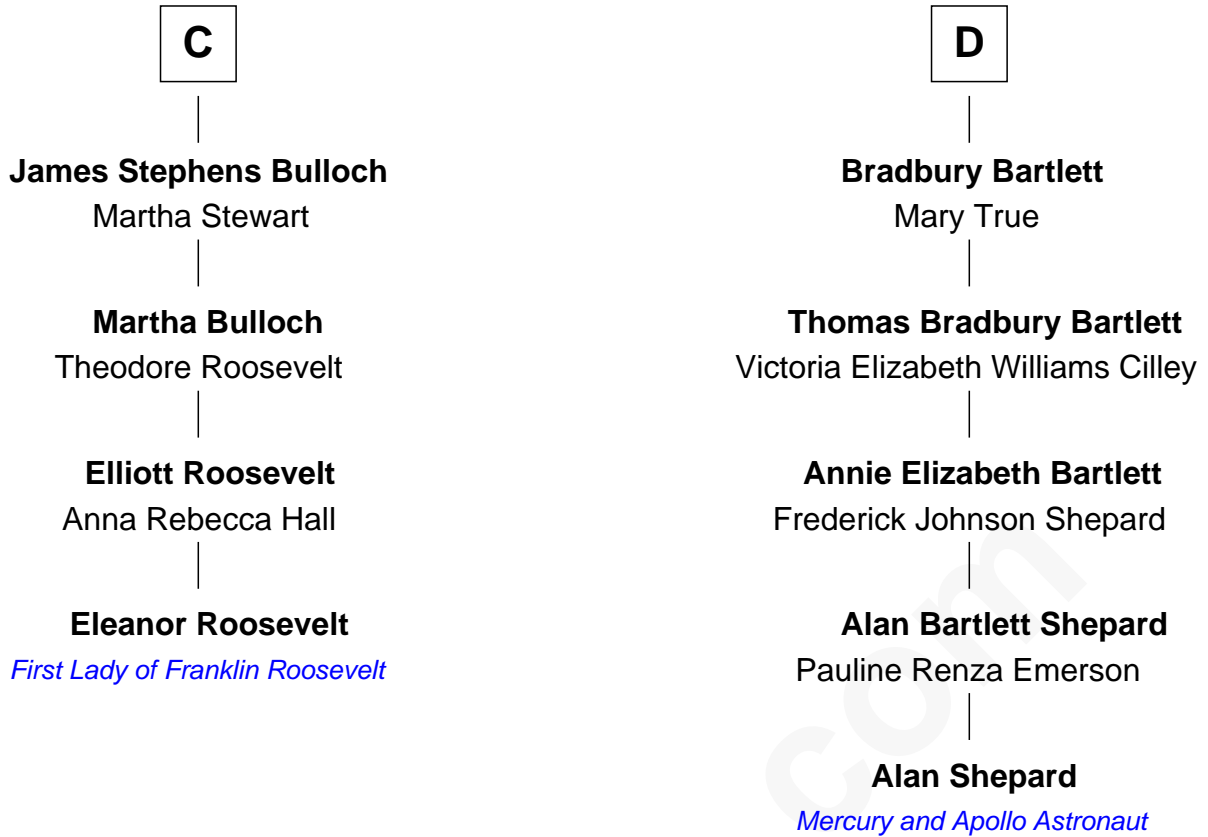 C
James Stephens Bulloch
Martha Stewart
Martha Bulloch
Theodore Roosevelt
Elliott Roosevelt
Anna Rebecca Hall
Eleanor Roosevelt
First Lady of Franklin Roosevelt
D
Bradbury Bartlett
Mary True
Thomas Bradbury Bartlett
Victoria Elizabeth Williams Cilley
Annie Elizabeth Bartlett
Frederick Johnson Shepard
Alan Bartlett Shepard
Pauline Renza Emerson
Alan Shepard
Mercury and Apollo Astronaut
com